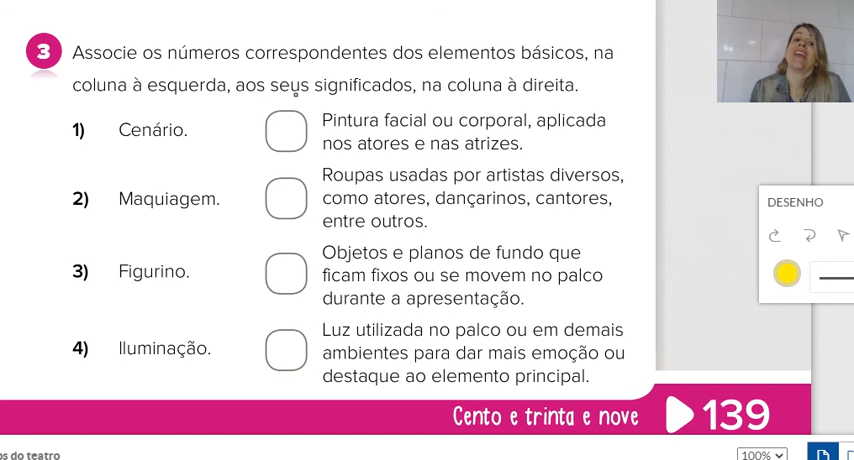 3 Associe os números correspondentes dos elementos básicos, na
coluna à esquerda, aos seus significados, na coluna à direita.
1) Cenário.
Pintura facial ou corporal, aplicada
nos atores e nas atrizes.
2) Maquiagem.
Roupas usadas por artistas diversos,
como atores, dançarinos, cantores,
entre outros.
3) Figurino.
Objetos e planos de fundo que
ficam fixos ou se movem no palco
durante a apresentação.
4) Iluminação.
Luz utilizada no palco ou em demais
ambientes para dar mais emoção ou
destaque ao elemento principal.
DESENHO
Cento e trinta e nove 139
os do teatro
100%